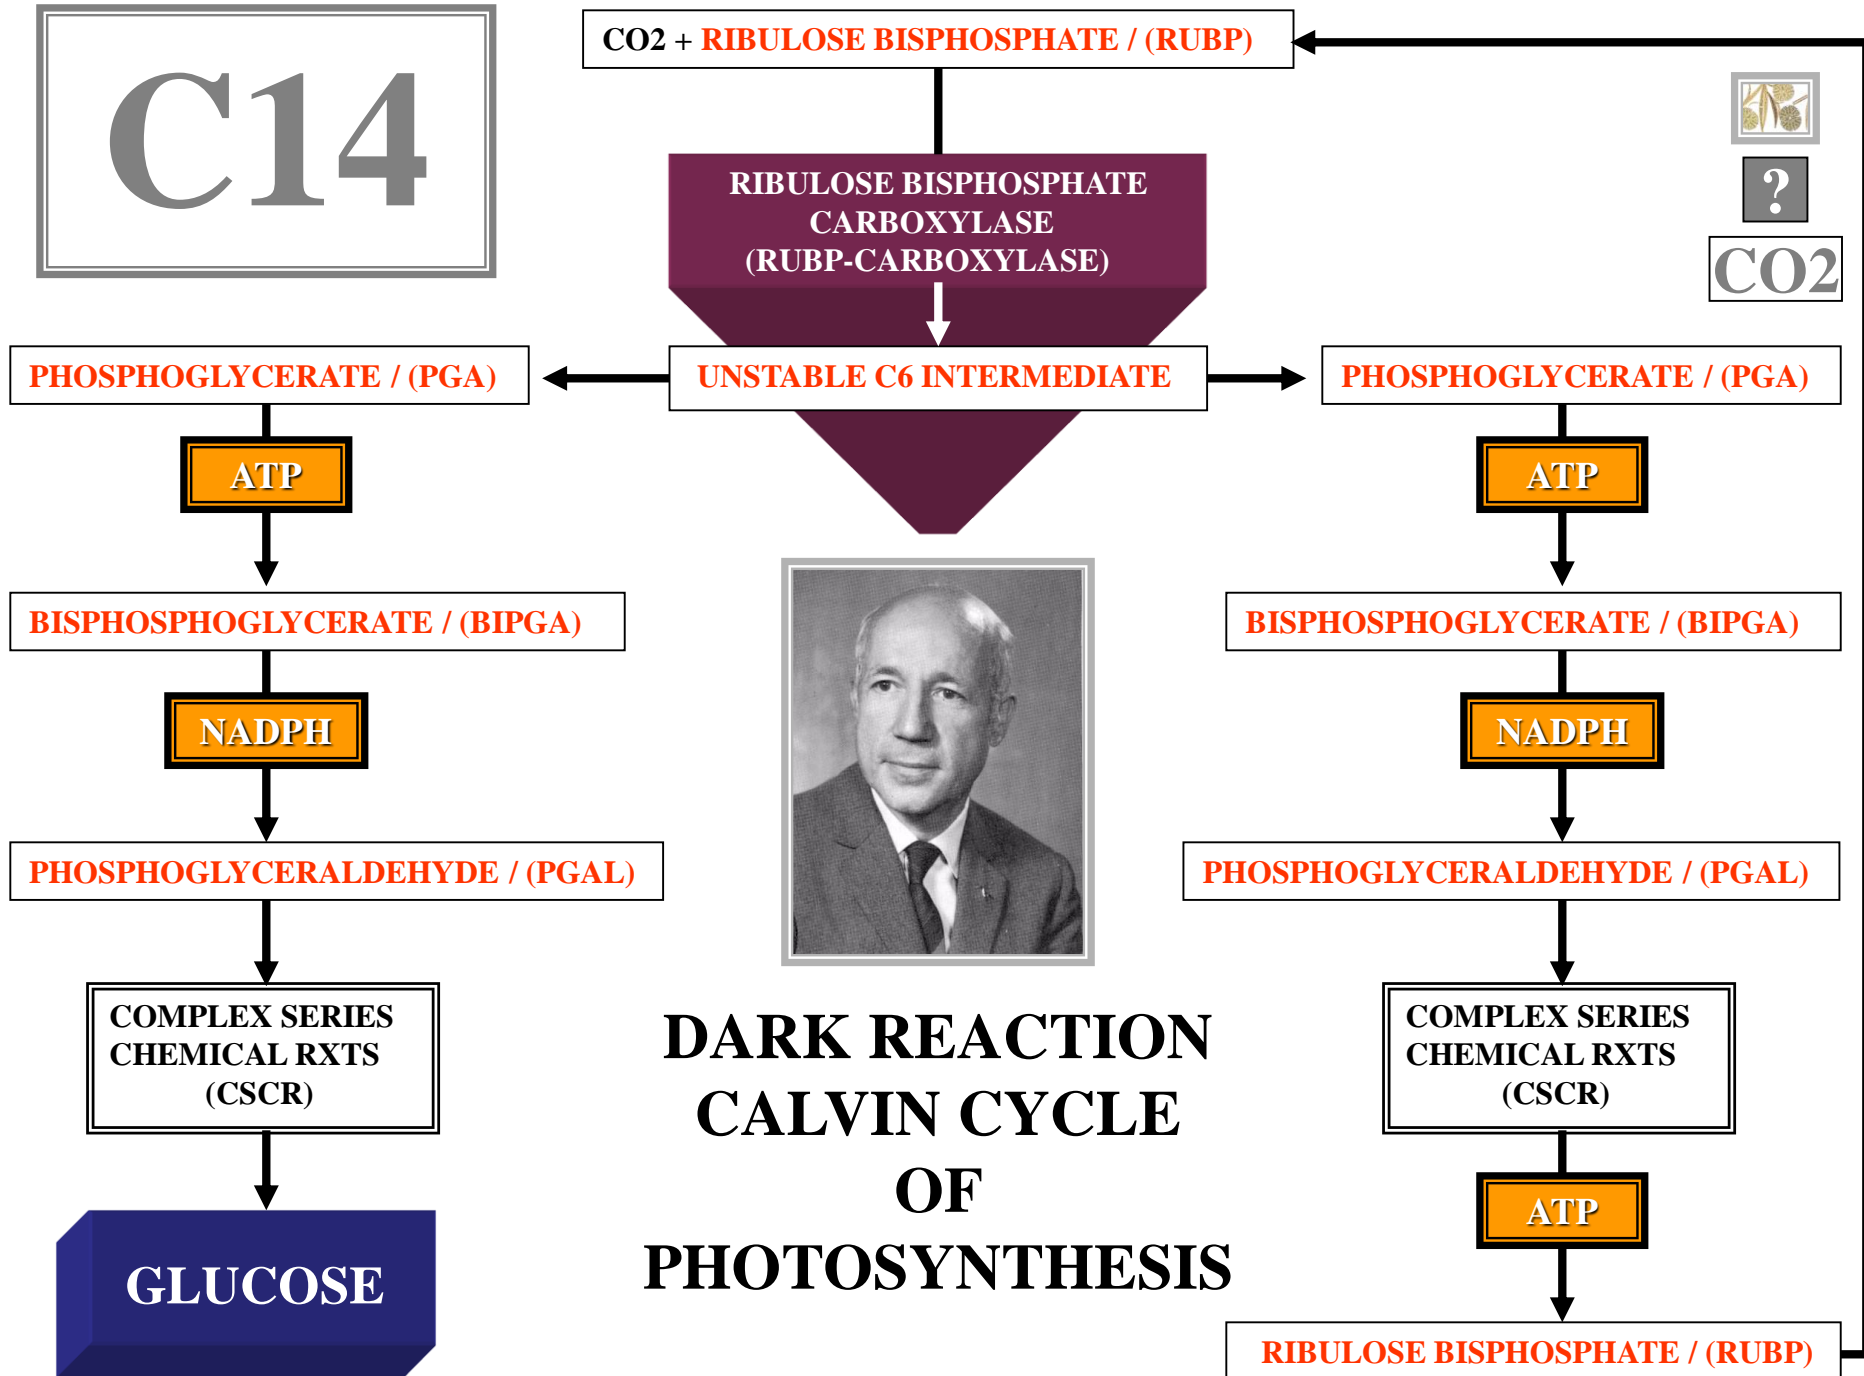 C14
CO2 + RIBULOSE BISPHOSPHATE / (RUBP)
?
CO2
RIBULOSE BISPHOSPHATE
CARBOXYLASE
(RUBP-CARBOXYLASE)
PHOSPHOGLYCERATE / (PGA)
UNSTABLE C6 INTERMEDIATE
PHOSPHOGLYCERATE / (PGA)
ATP
ATP
BISPHOSPHOGLYCERATE / (BIPGA)
BISPHOSPHOGLYCERATE / (BIPGA)
NADPH
NADPH
PHOSPHOGLYCERALDEHYDE / (PGAL)
PHOSPHOGLYCERALDEHYDE / (PGAL)
COMPLEX SERIES
CHEMICAL RXTS
(CSCR)
COMPLEX SERIES
CHEMICAL RXTS
(CSCR)
DARK REACTION
CALVIN CYCLE
OF
PHOTOSYNTHESIS
ATP
GLUCOSE
RIBULOSE BISPHOSPHATE / (RUBP)